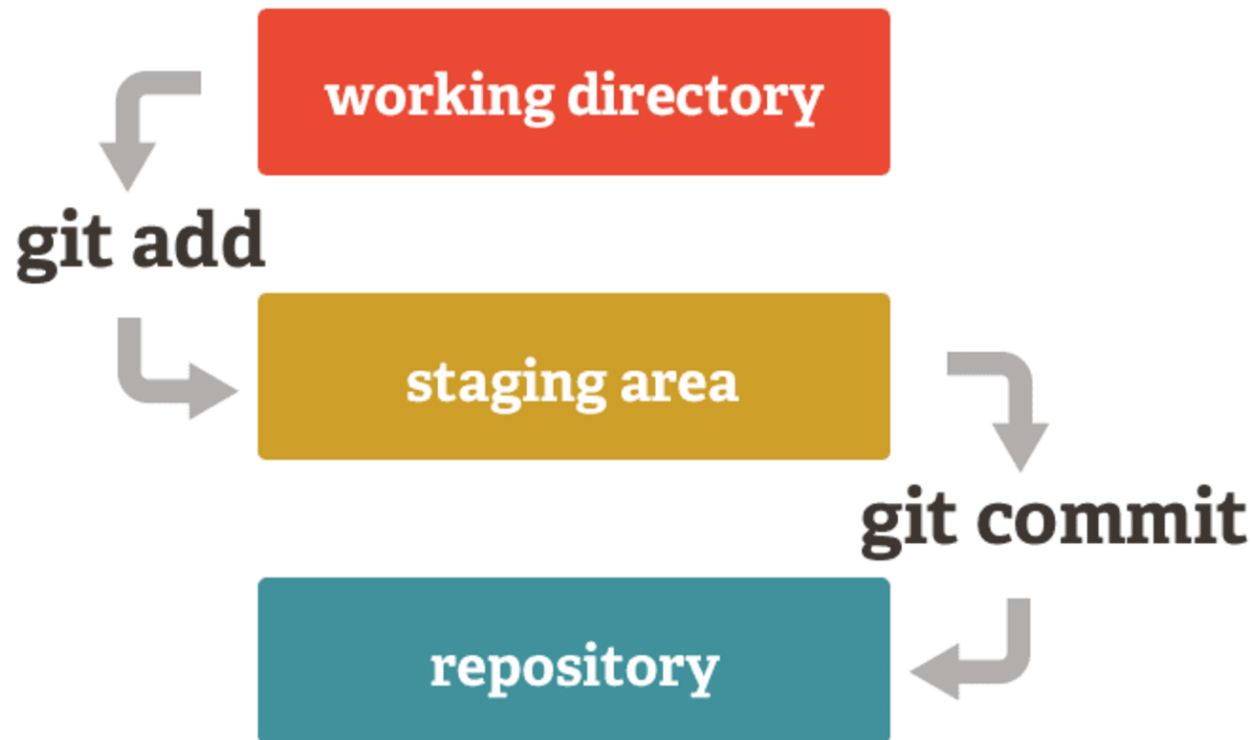 working directory
git add
staging area
git commit
repository